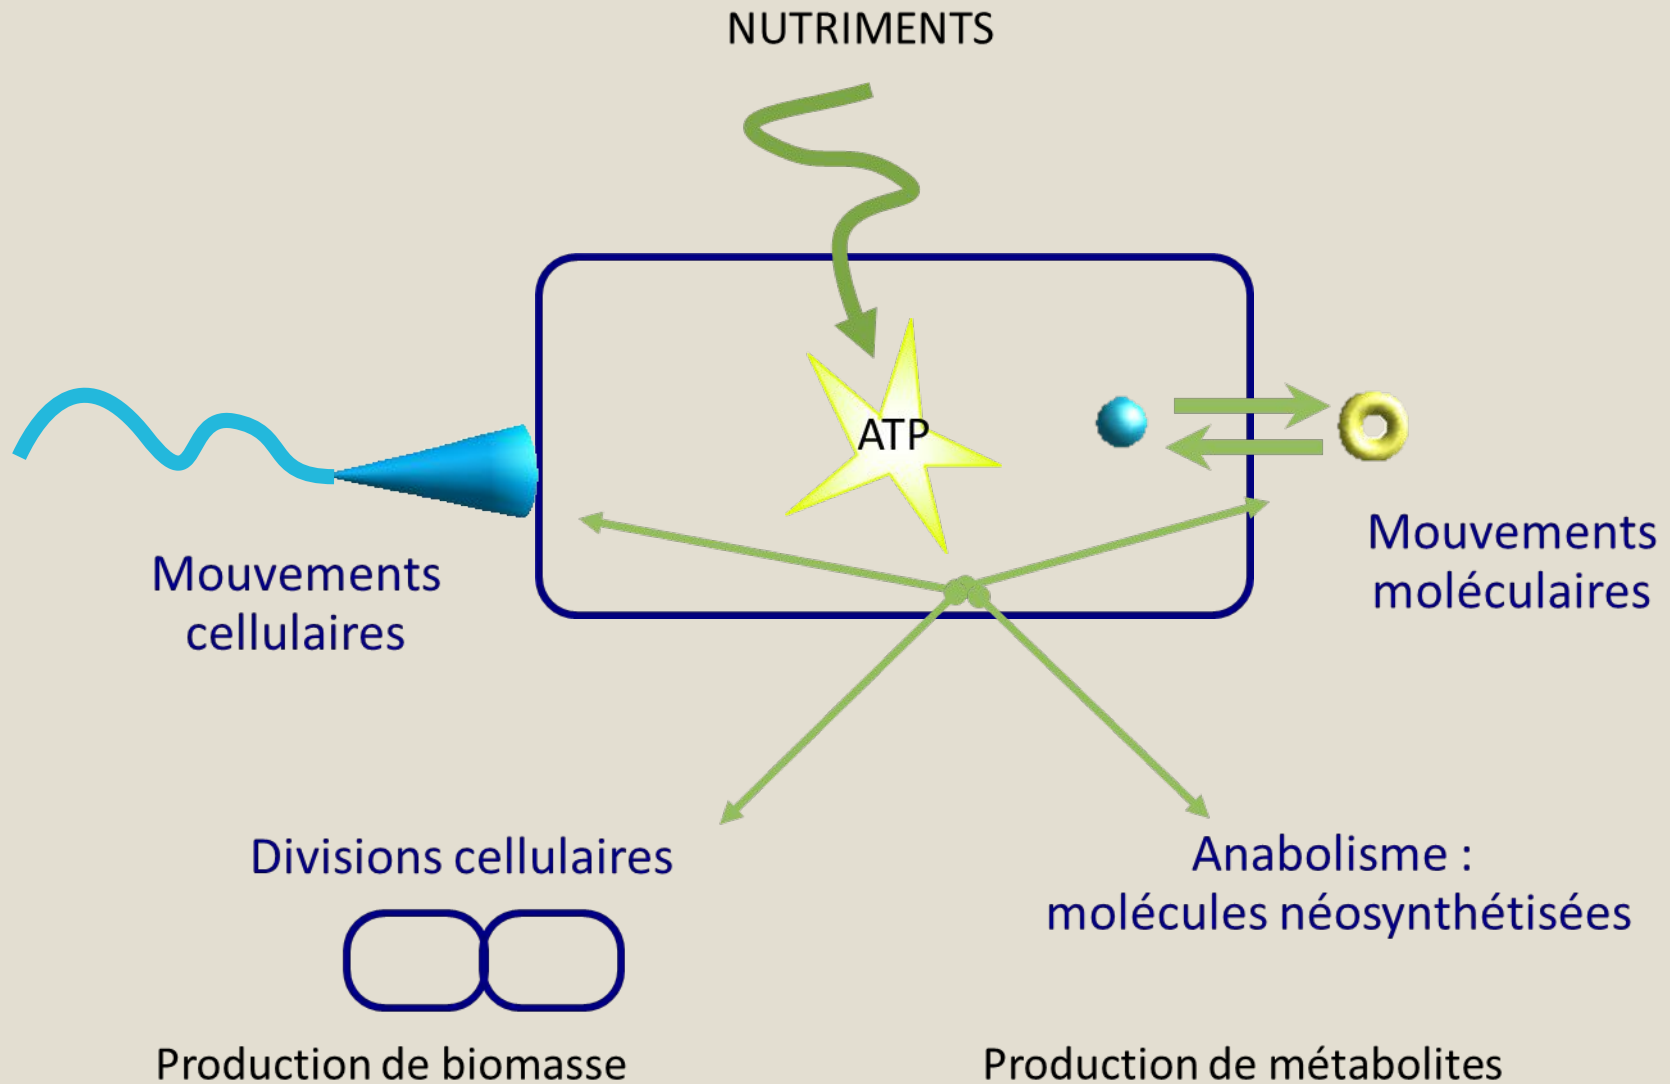 NUTRIMENTS
ATP
Mouvements
cellulaires
Mouvements
moléculaires
Divisions cellulaires
Anabolisme :
molécules néosynthétisées
Production de biomasse
Production de métabolites